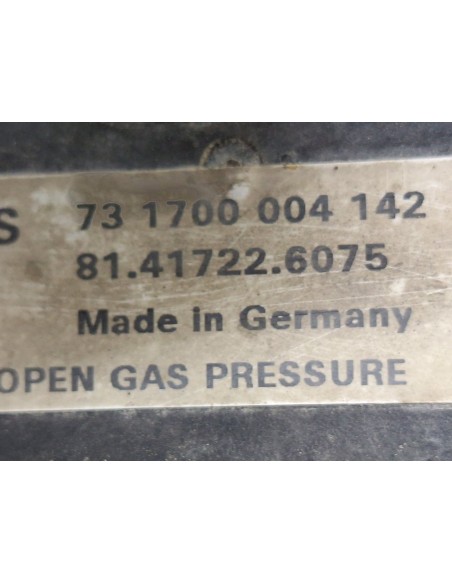 S 73 1700 004 142
81.41722.6075
Made in Germany
OPEN GAS PRESSURE